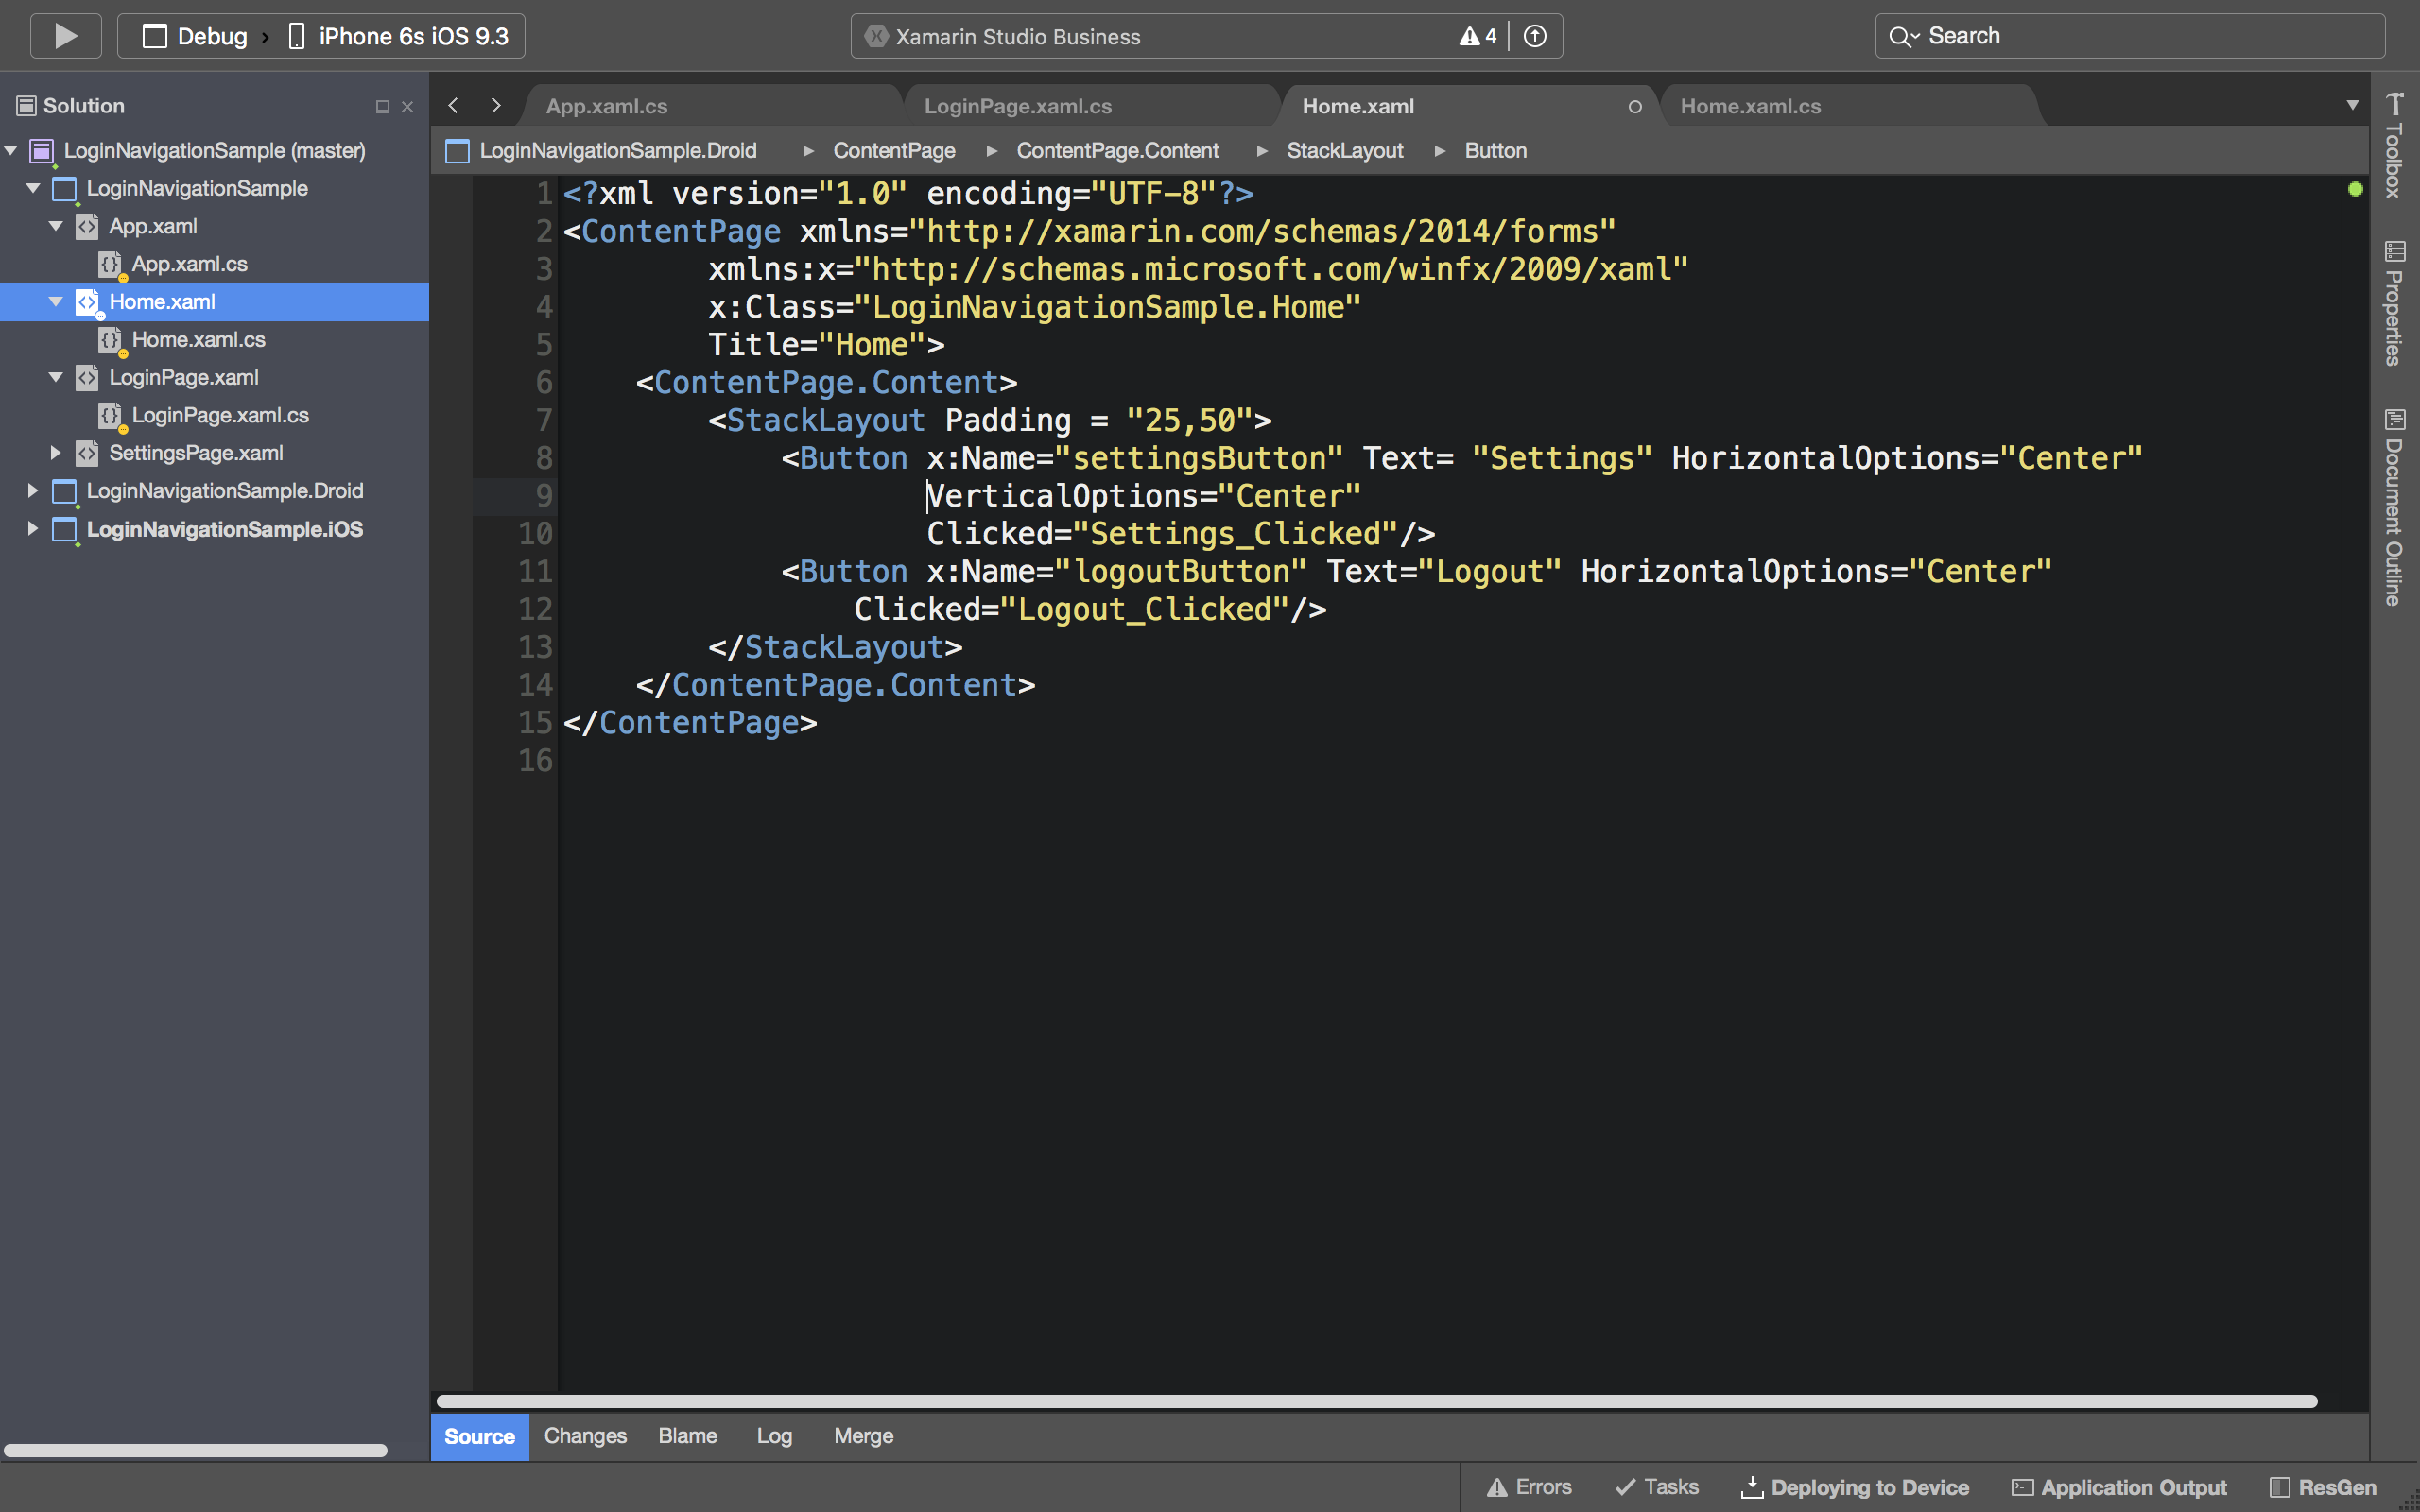 Debug › iPhone 6s iOS 9.3
Xamarin Studio Business
4
Search
Solution
LoginNavigationSample (master)
LoginNavigationSample
App.xaml
App.xaml.cs
Home.xaml
Home.xaml.cs
LoginPage.xaml
LoginPage.xaml.cs
SettingsPage.xaml
LoginNavigationSample.Droid
LoginNavigationSample.iOS
App.xaml.cs
LoginPage.xaml.cs
Home.xaml
Home.xaml.cs
LoginNavigationSample.Droid ▸ ContentPage ▸ ContentPage.Content ▸ StackLayout ▸ Button
1 <?xml version="1.0" encoding="UTF-8"?>
2 <ContentPage xmlns="http://xamarin.com/schemas/2014/forms"
3 xmlns:x="http://schemas.microsoft.com/winfx/2009/xaml"
4 x:Class="LoginNavigationSample.Home"
5 Title="Home">
6 <ContentPage.Content>
7 <StackLayout Padding = "25,50">
8 <Button x:Name="settingsButton" Text= "Settings" HorizontalOptions="Center"
9 VerticalOptions="Center"
10 Clicked="Settings_Clicked"/>
11 <Button x:Name="logoutButton" Text="Logout" HorizontalOptions="Center"
12 Clicked="Logout_Clicked"/>
13 </StackLayout>
14 </ContentPage.Content>
15 </ContentPage>
16
Toolbox
Properties
Document Outline
Source Changes Blame Log Merge
Errors Tasks Deploying to Device Application Output ResGen